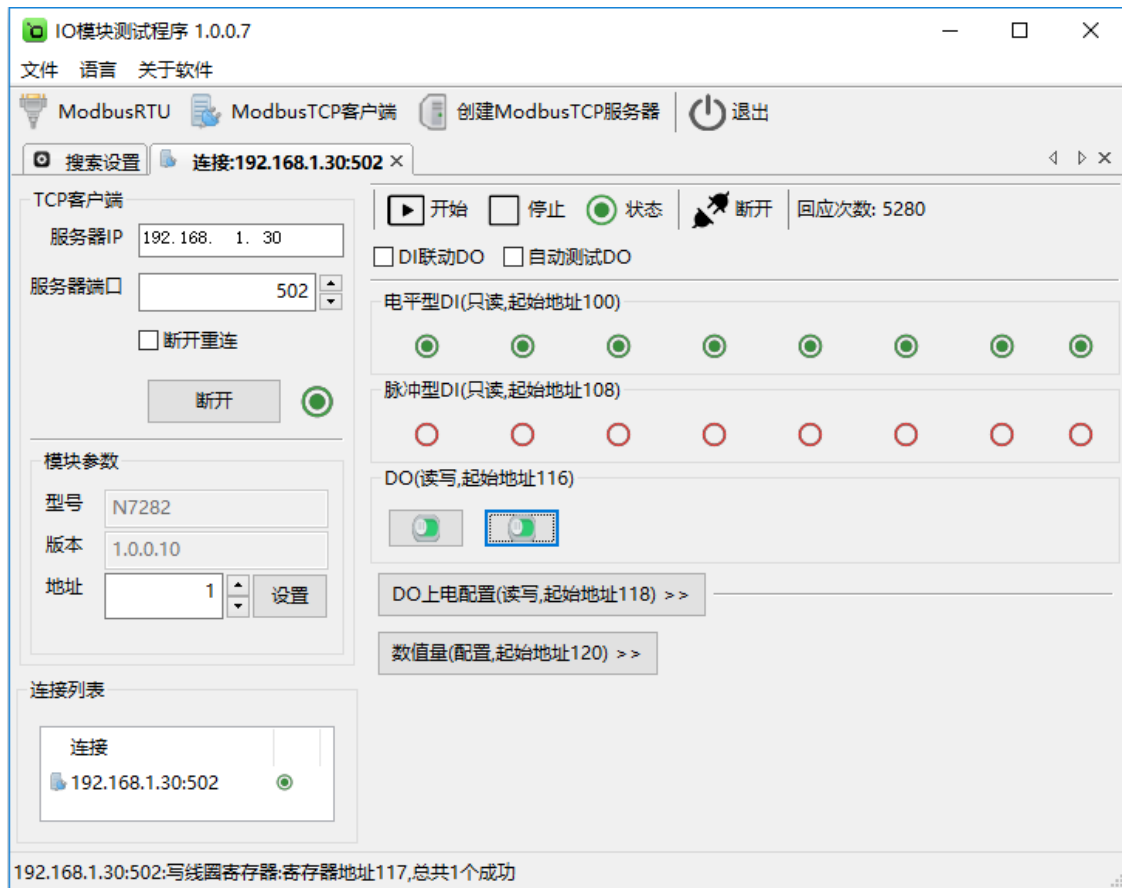 IO模块测试程序 1.0.0.7
文件 语言 关于软件
ModbusRTU ModbusTCP客户端 创建ModbusTCP服务器 退出
搜索设置 连接:192.168.1.30:502
TCP客户端
服务器IP 192.168. 1. 30
服务器端口 502
断开重连
断开
模块参数
型号 N7282
版本 1.0.0.10
地址 1 设置
连接列表
连接
192.168.1.30:502
开始 停止 状态 断开 回应次数: 5280
DI联动DO 自动测试DO
电平型DI(只读,起始地址100)
脉冲型DI(只读,起始地址108)
DO(读写,起始地址116)
DO上电配置(读写,起始地址118) >>
数值量(配置,起始地址120) >>
192.168.1.30:502:写线圈寄存器:寄存器地址117,总共1个成功